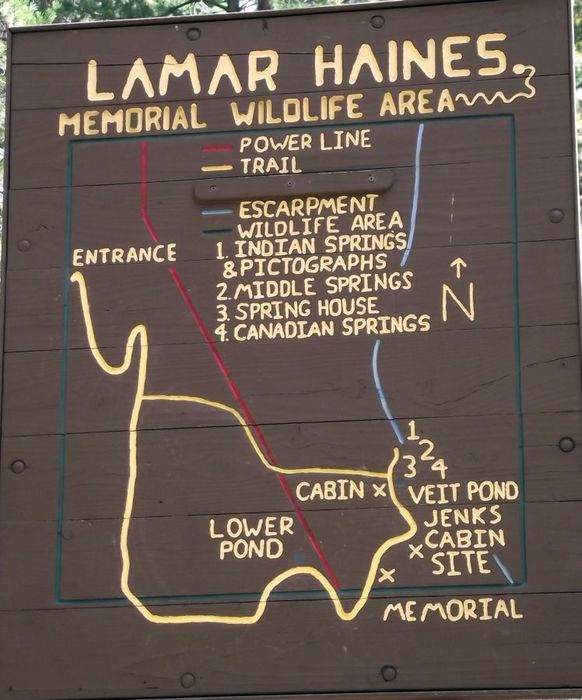 LAMAR HAINES
MEMORIAL WILDLIFE AREA
POWER LINE
TRAIL
ESCARPMENT
WILDLIFE AREA
1. INDIAN SPRINGS
& PICTOGRAPHS
2. MIDDLE SPRINGS
3. SPRING HOUSE
4. CANADIAN SPRINGS
ENTRANCE
N
1
2
3 4
CABIN x VEIT POND
LOWER
POND
JENKS
x CABIN
SITE
x
MEMORIAL